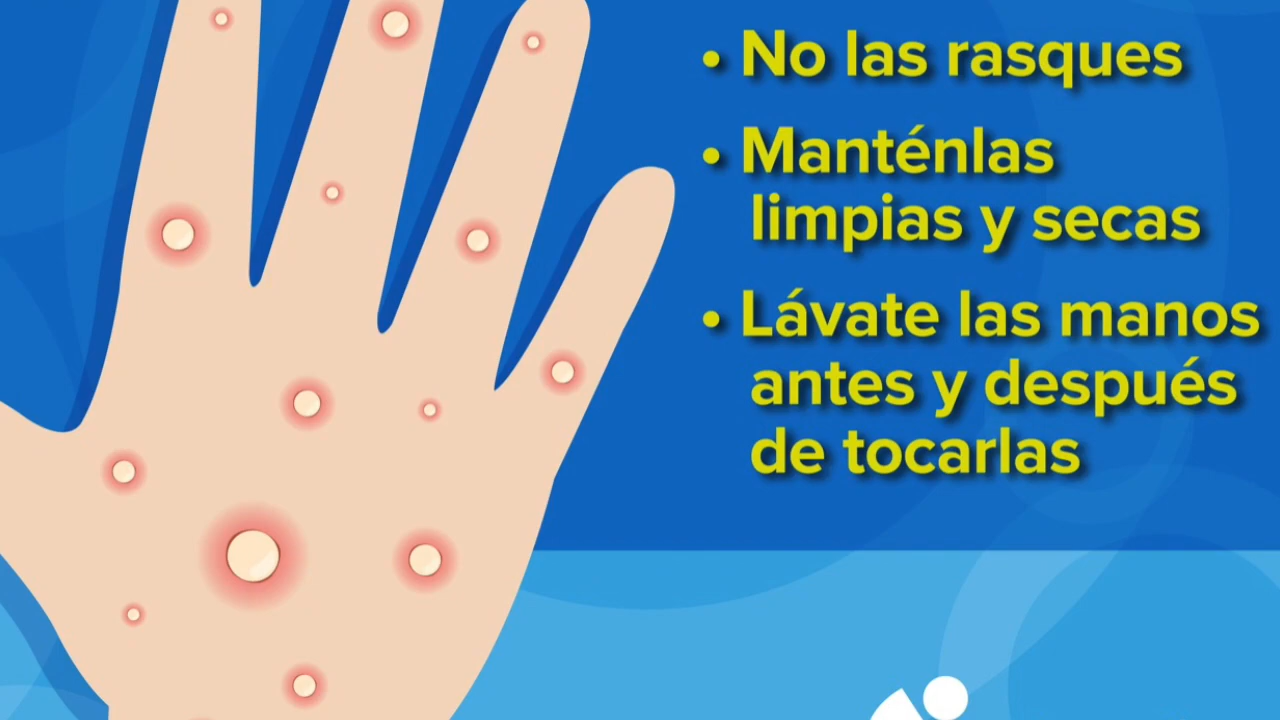 • No las rasques
• Manténlas
limpias y secas
• Lávate las manos
antes y después
de tocarlas